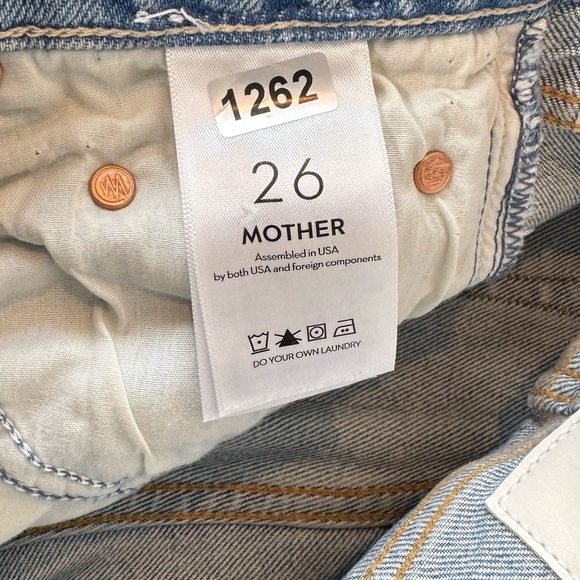 1262
26
MOTHER
Assembled in USA
by both USA and foreign components
DO YOUR OWN LAUNDRY